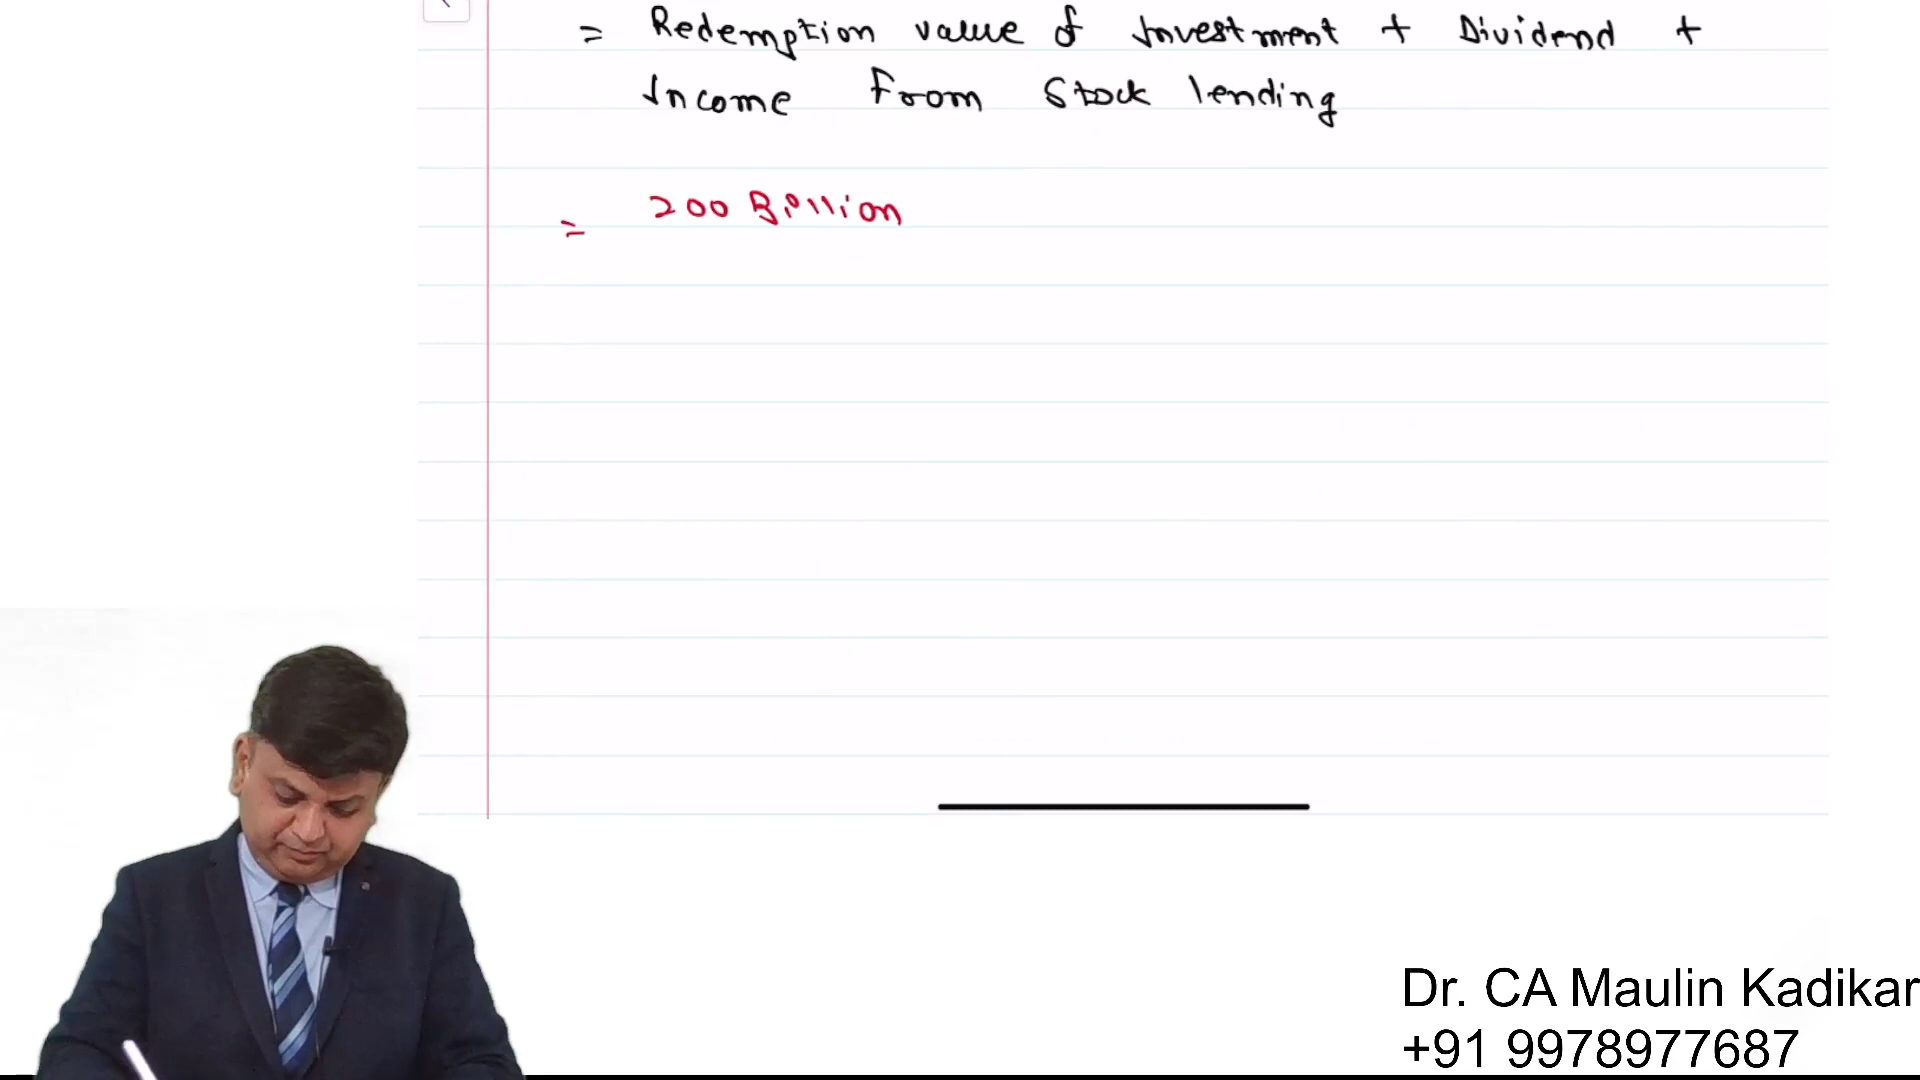 = Redemption value of Investment + Dividend +
Income From Stock lending
= 200 Billion
Dr. CA Maulin Kadikar
+91 9978977687